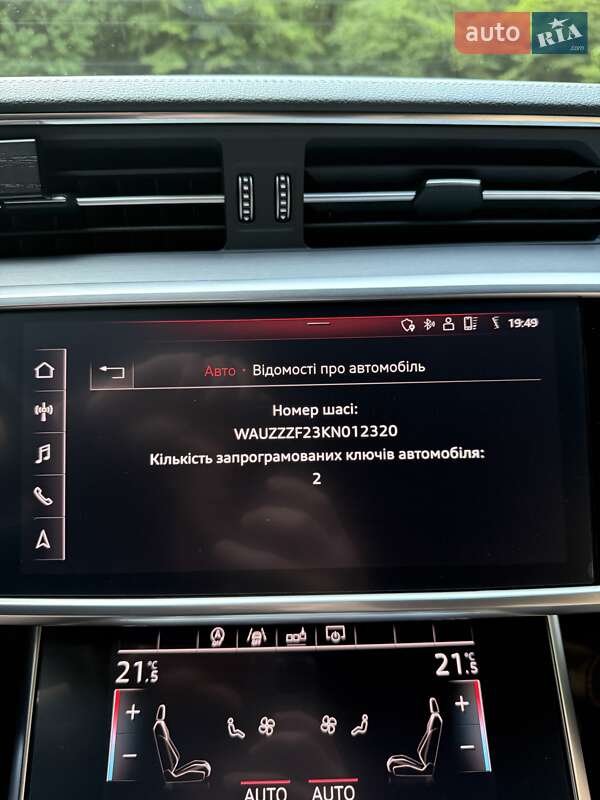 auto RIA .com
19:49
Авто • Відомості про автомобіль
Номер шасі:
WAUZZZF23KN012320
Кількість запрограмованих ключів автомобіля:
2
21.5 °C 21.5 °C
+ +
− −
AUTO AUTO